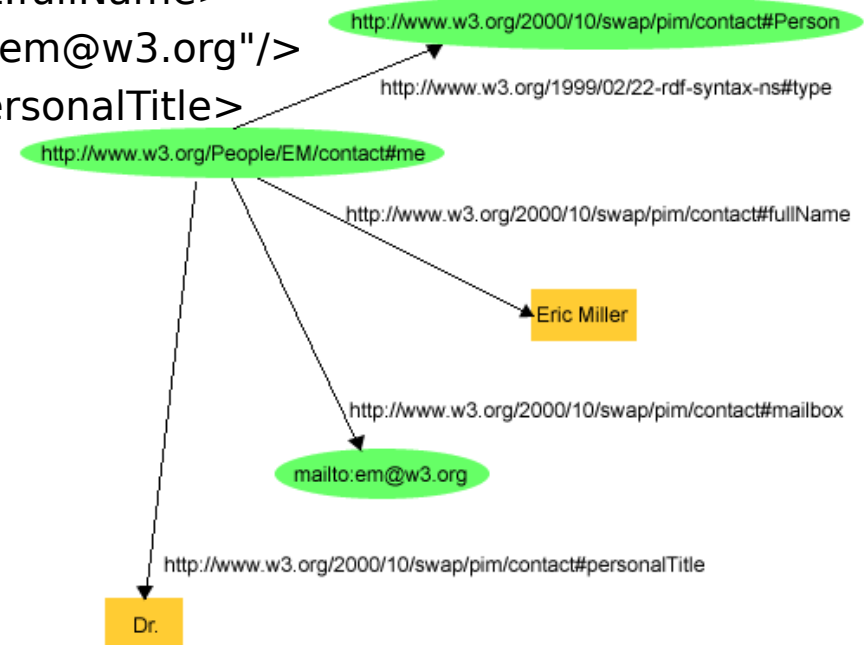 :fullName>
em@w3.org"/>
ersonalTitle>
http://www.w3.org/2000/10/swap/pim/contact#Person
http://www.w3.org/1999/02/22-rdf-syntax-ns#type
http://www.w3.org/People/EM/contact#me
http://www.w3.org/2000/10/swap/pim/contact#fullName
Eric Miller
http://www.w3.org/2000/10/swap/pim/contact#mailbox
mailto:em@w3.org
http://www.w3.org/2000/10/swap/pim/contact#personalTitle
Dr.